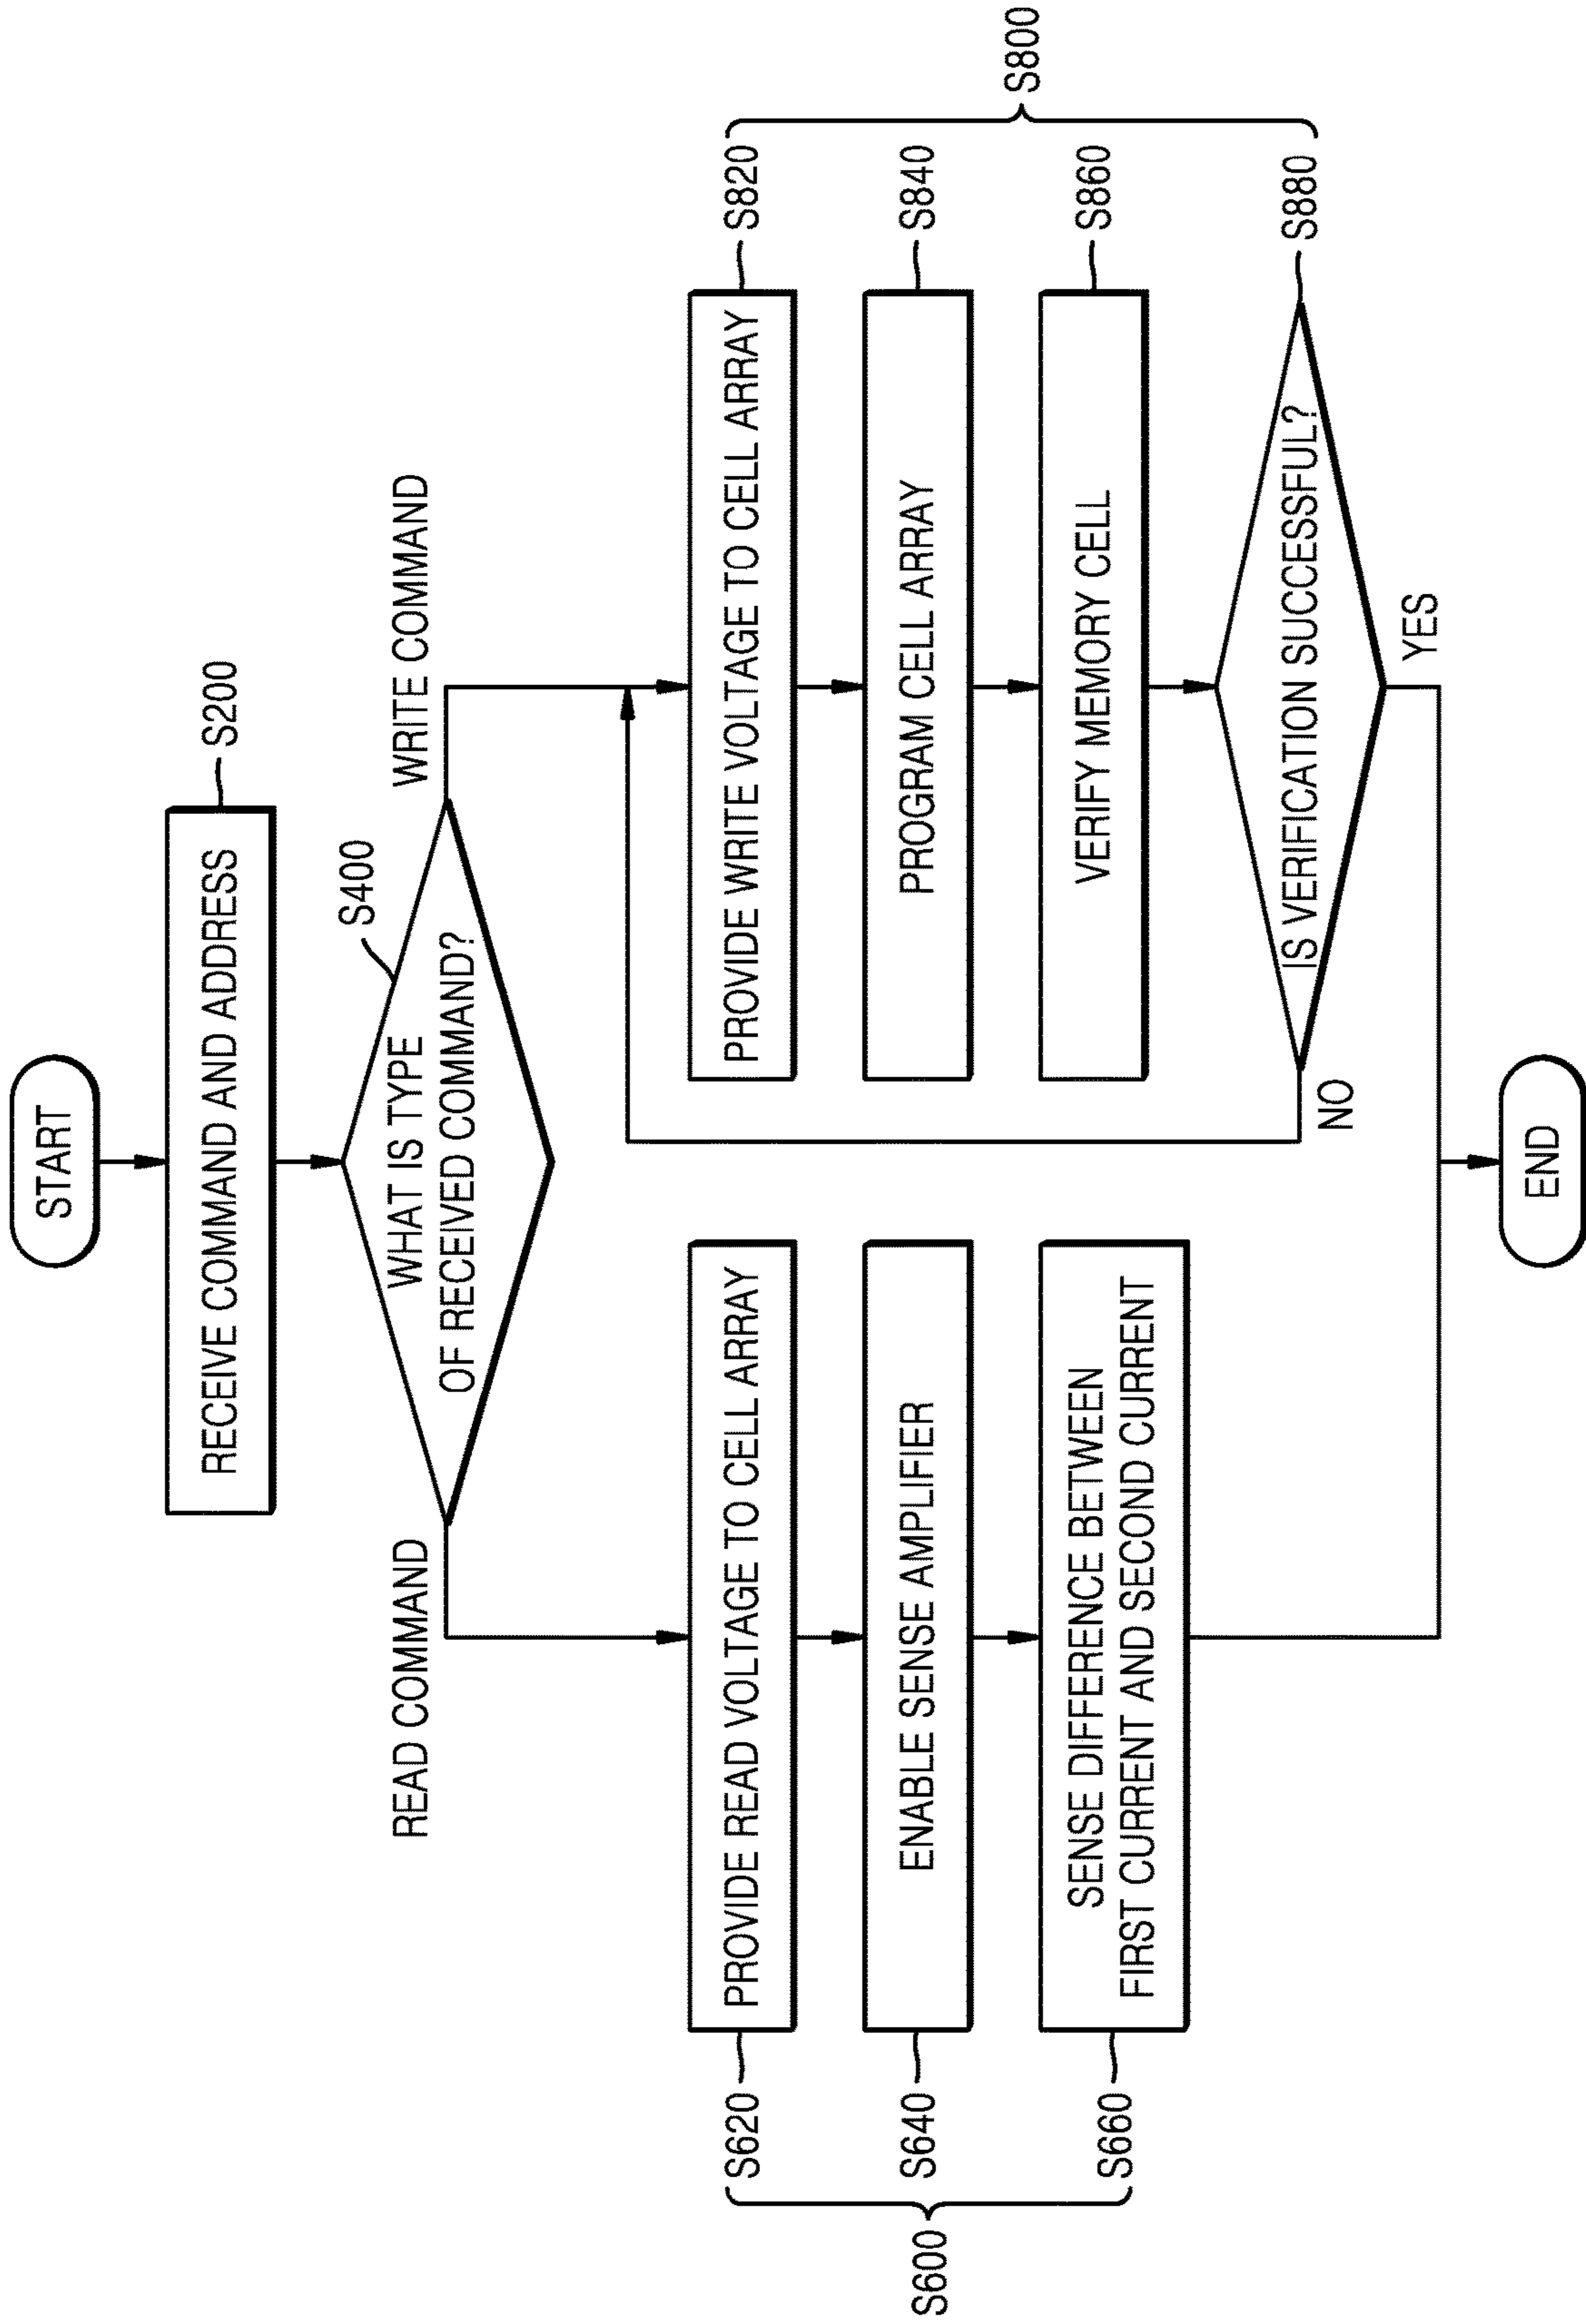 START
RECEIVE COMMAND AND ADDRESS
S200
WHAT IS TYPE
OF RECEIVED COMMAND?
S400
READ COMMAND
WRITE COMMAND
S600
S620
PROVIDE READ VOLTAGE TO CELL ARRAY
S640
ENABLE SENSE AMPLIFIER
S660
SENSE DIFFERENCE BETWEEN
FIRST CURRENT AND SECOND CURRENT
PROVIDE WRITE VOLTAGE TO CELL ARRAY
S820
PROGRAM CELL ARRAY
S840
VERIFY MEMORY CELL
S860
IS VERIFICATION SUCCESSFUL?
S880
S800
NO
YES
END